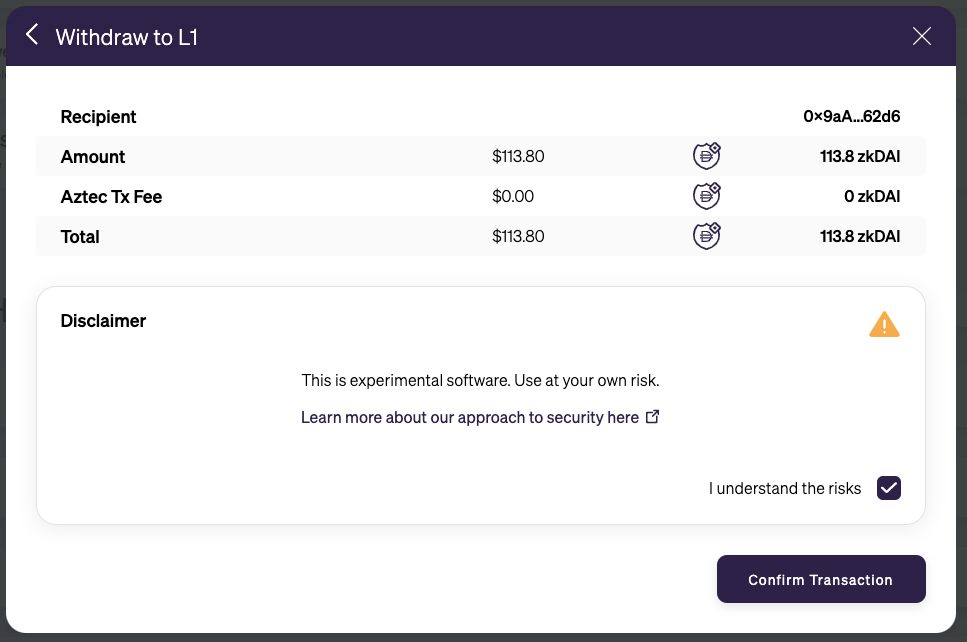 Withdraw to L1
Recipient 0×9aA...62d6
Amount $113.80 113.8 zkDAI
Aztec Tx Fee $0.00 0 zkDAI
Total $113.80 113.8 zkDAI
Disclaimer
This is experimental software. Use at your own risk.
Learn more about our approach to security here
I understand the risks
Confirm Transaction